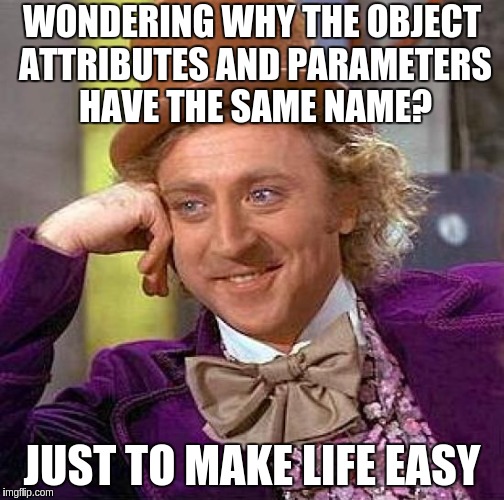 WONDERING WHY THE OBJECT
ATTRIBUTES AND PARAMETERS
HAVE THE SAME NAME?
JUST TO MAKE LIFE EASY
imgflip.com